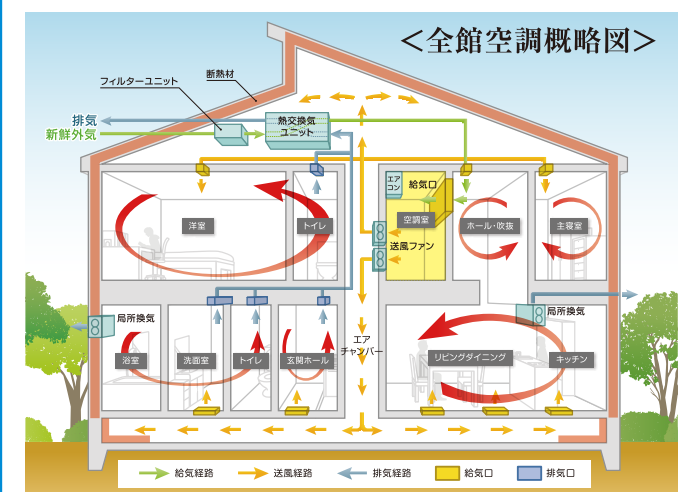 <全館空調概略図>
断熱材
フィルターユニット
排気
新鮮外気
熱交換気
ユニット
エア
コン
給気口
空調室
送風ファン
洋室
トイレ
ホール・吹抜
主寝室
局所換気
浴室
洗面室
トイレ
玄関ホール
エア
チャンバー
局所換気
リビングダイニング
キッチン
給気経路
送風経路
排気経路
給気口
排気口